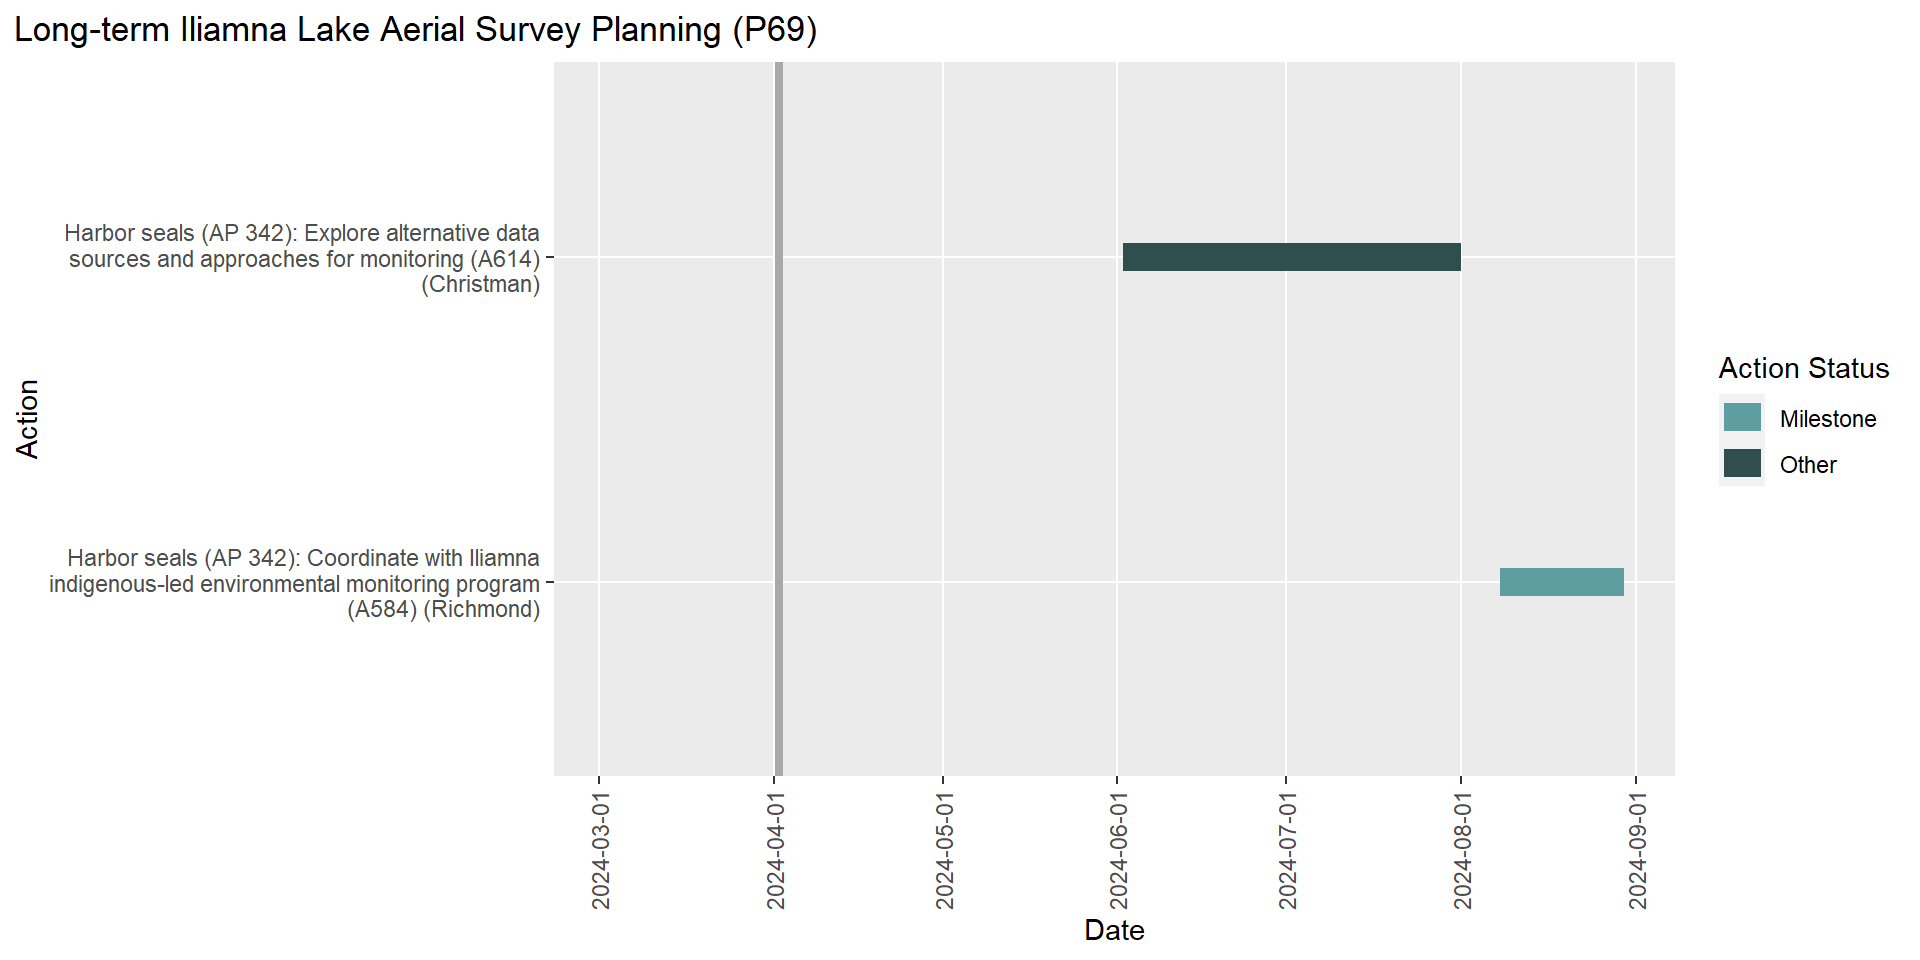 Long-term Iliamna Lake Aerial Survey Planning (P69)
Harbor seals (AP 342): Explore alternative data
sources and approaches for monitoring (A614)
(Christman)
Harbor seals (AP 342): Coordinate with Iliamna
indigenous-led environmental monitoring program
(A584) (Richmond)
Action
2024-03-01
2024-04-01
2024-05-01
2024-06-01
2024-07-01
2024-08-01
2024-09-01
Date
Action Status
Milestone
Other